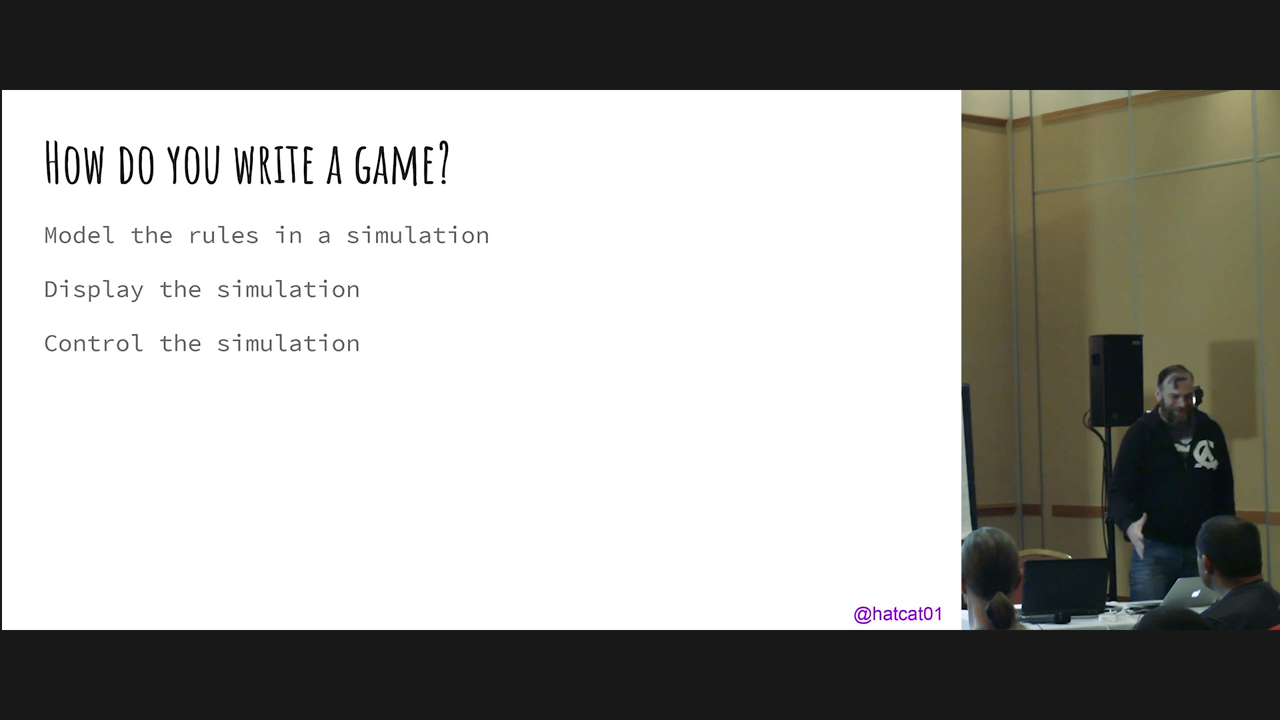 How do you write a game?
Model the rules in a simulation
Display the simulation
Control the simulation
@hatcat01